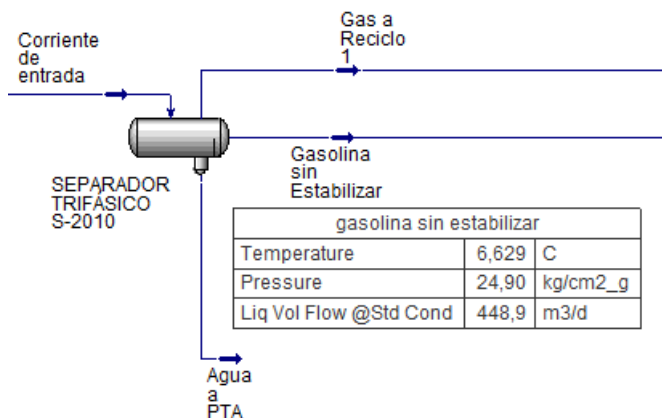 Gas a
Reciclo
1
Corriente
de
entrada
Gasolina
sin
Estabilizar
SEPARADOR
TRIFÁSICO
S-2010
gasolina sin estabilizar
Temperature 6,629 C
Pressure 24,90 kg/cm2_g
Liq Vol Flow @Std Cond 448,9 m3/d
Agua
a
PTA